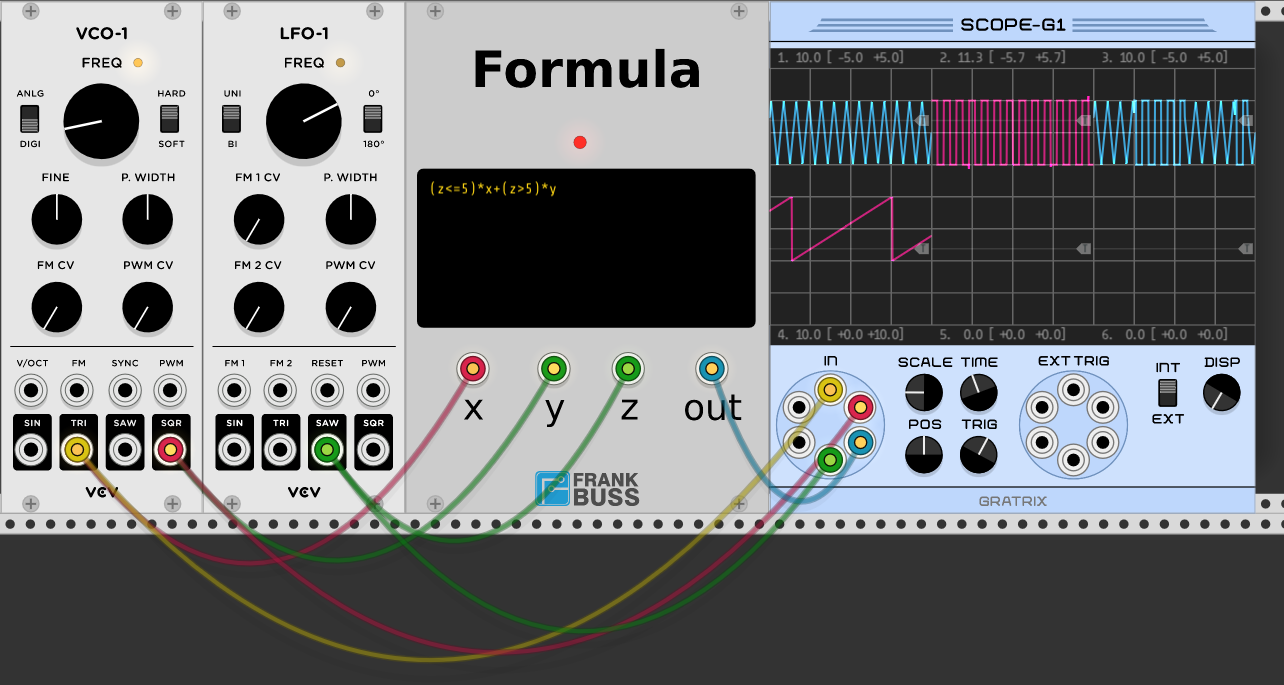 VCO-1
FREQ
ANLG
HARD
DIGI
SOFT
FINE
P. WIDTH
FM CV
PWM CV
V/OCT
FM
SYNC
PWM
SIN
TRI
SAW
SQR
VCV
LFO-1
FREQ
UNI
0°
BI
180°
FM 1 CV
P. WIDTH
FM 2 CV
PWM CV
FM 1
FM 2
RESET
PWM
SIN
TRI
SAW
SQR
VCV
Formula
(z<=5)*x+(z>5)*y
x
y
z
out
FRANK
BUSS
SCOPE-G1
1. 10.0 [ -5.0 +5.0]
2. 11.3 [ -5.7 +5.7]
3. 10.0 [ -5.0 +5.0]
T
T
T
T
T
T
4. 10.0 [ +0.0 +10.0]
5. 0.0 [ +0.0 +0.0]
6. 0.0 [ +0.0 +0.0]
IN
SCALE
TIME
EXT TRIG
INT
DISP
EXT
POS
TRIG
GRATRIX